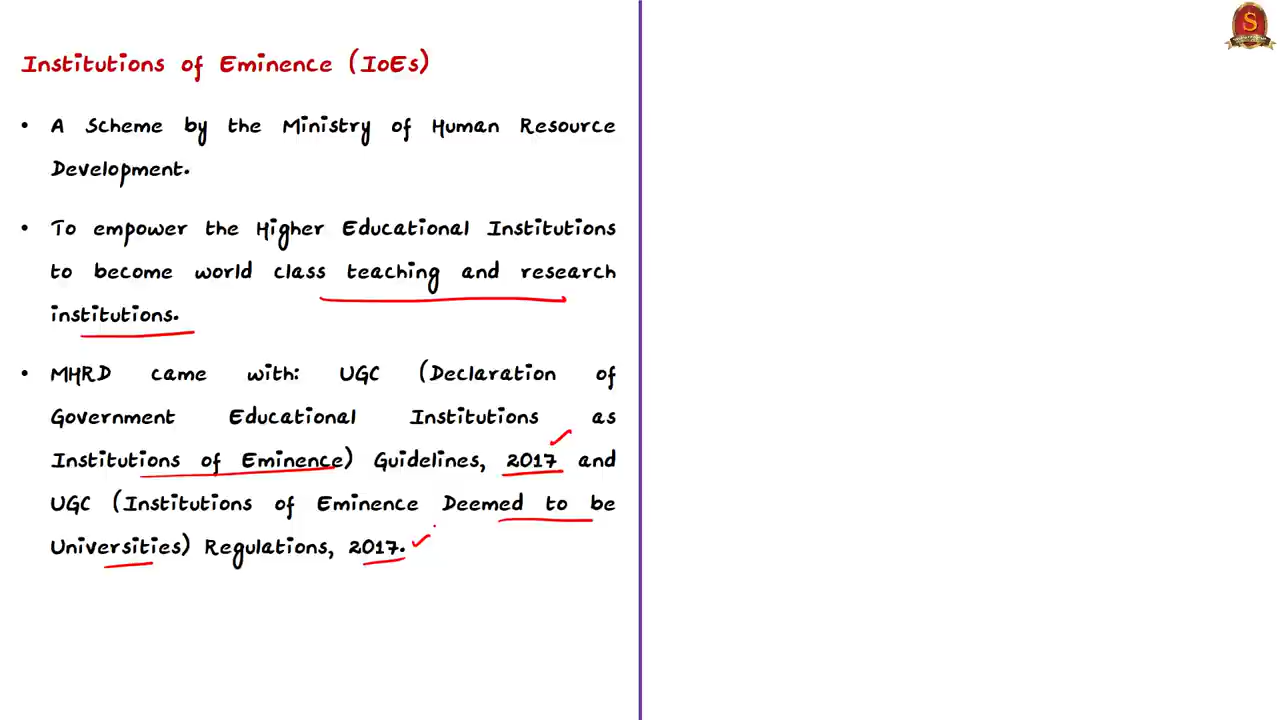 Institutions of Eminence (IoEs)
• A Scheme by the Ministry of Human Resource
Development.
• To empower the Higher Educational Institutions
to become world class teaching and research
institutions.
• MHRD came with: UGC (Declaration of
Government Educational Institutions as
Institutions of Eminence) Guidelines, 2017 and
UGC (Institutions of Eminence Deemed to be
Universities) Regulations, 2017.
S